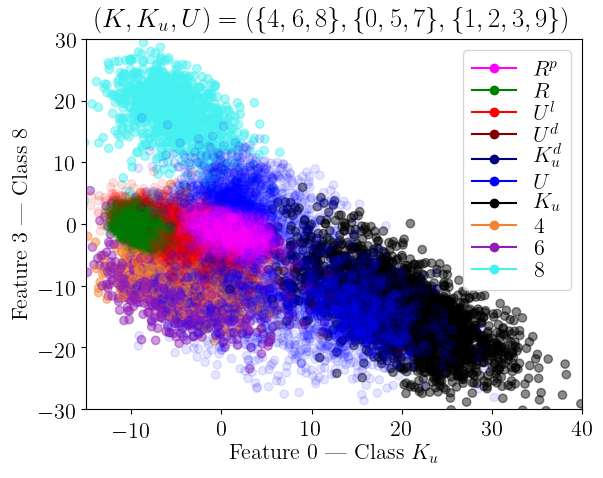 (K, K_u, U) = ({4, 6, 8}, {0, 5, 7}, {1, 2, 3, 9})
Feature 3 — Class 8
30
20
10
0
−10
−20
−30
R^p
R
U^l
U^d
K_u^d
U
K_u
4
6
8
−10
0
10
20
30
40
Feature 0 — Class K_u